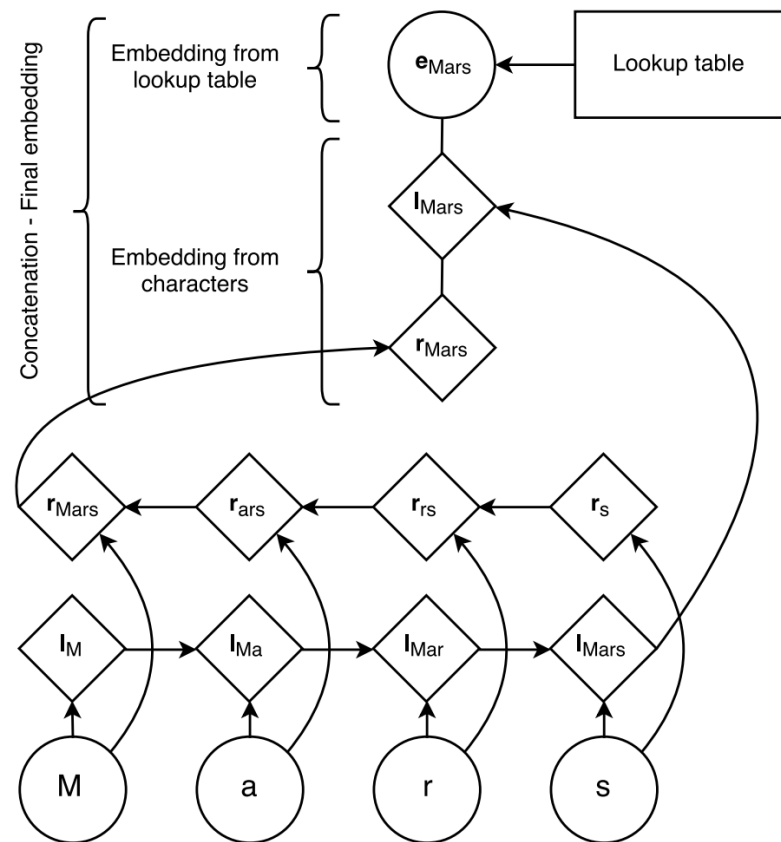 Concatenation - Final embedding
Embedding from
lookup table
eMars
Lookup table
lMars
Embedding from
characters
rMars
rMars
rars
rrs
rs
lM
lMa
lMar
lMars
M
a
r
s